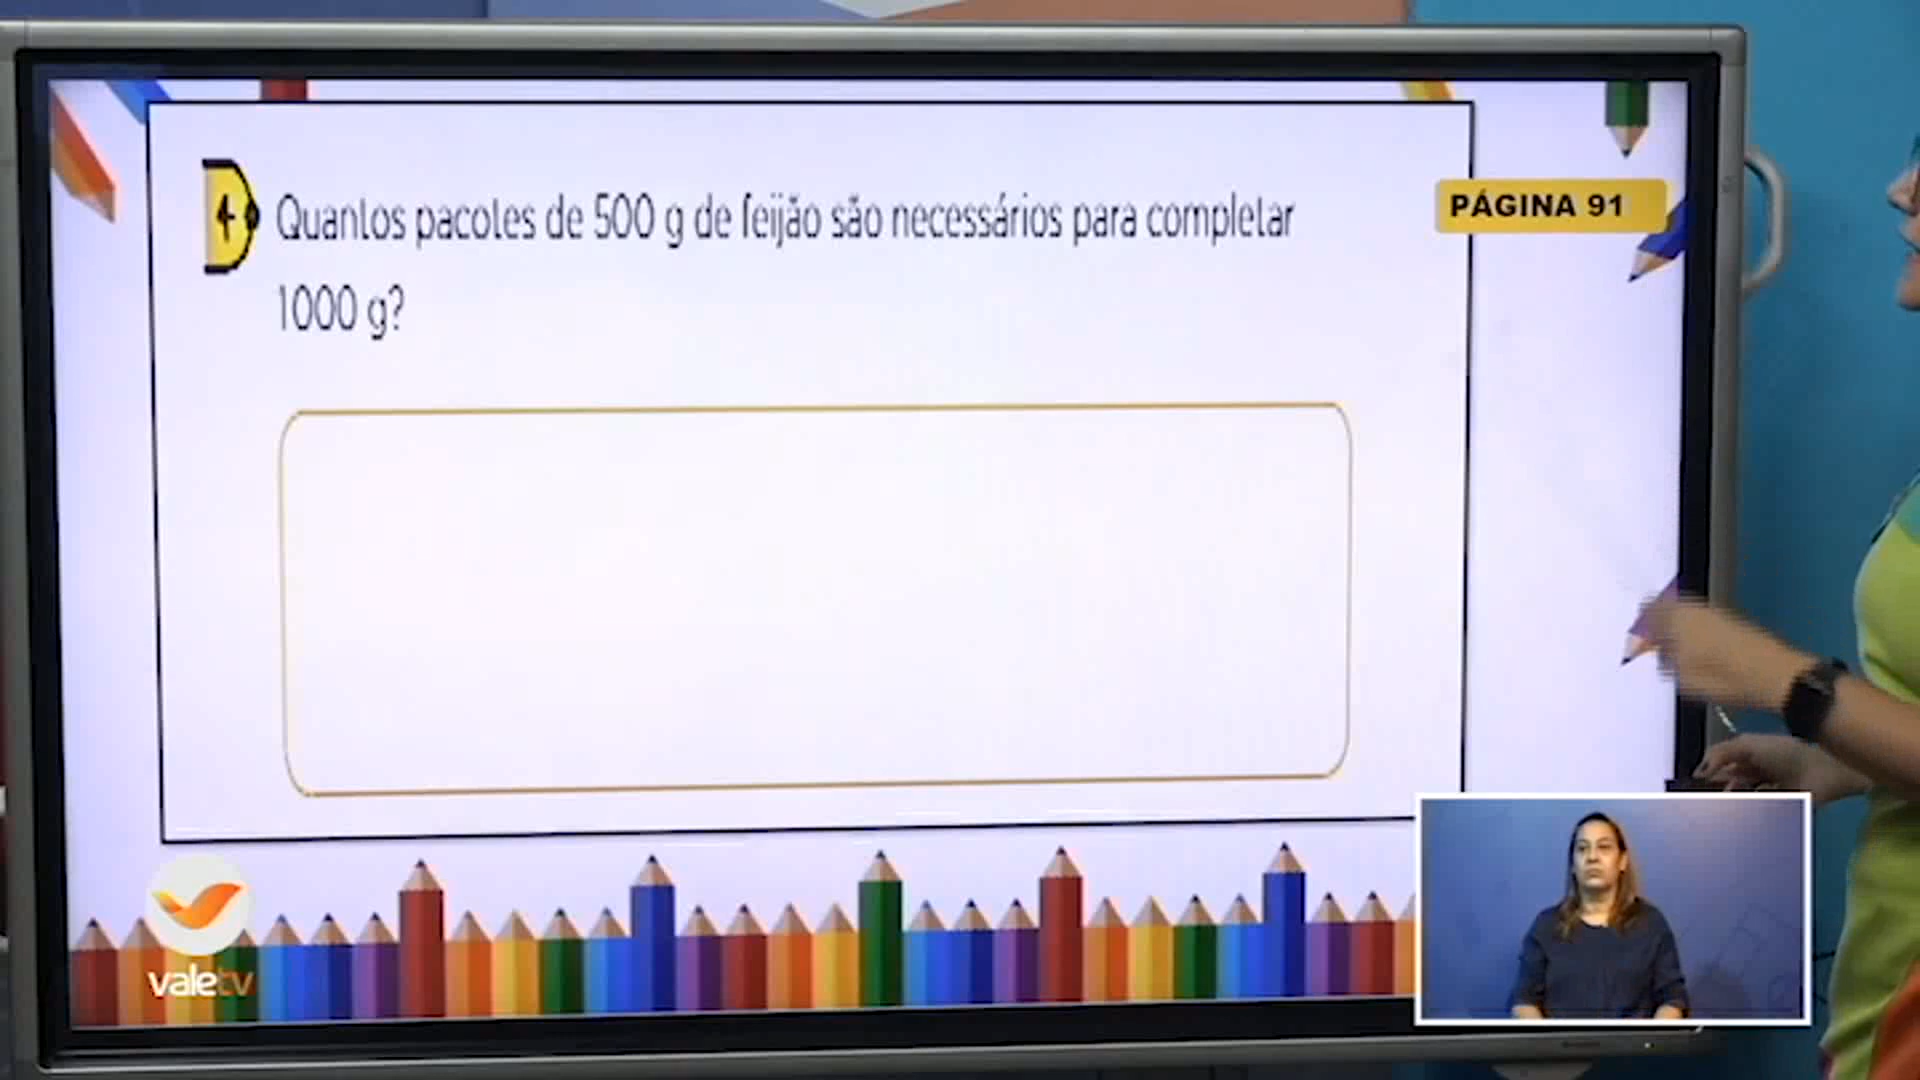 4 Quantos pacotes de 500 g de feijão são necessários para completar
1000 g?
PÁGINA 91
valetv